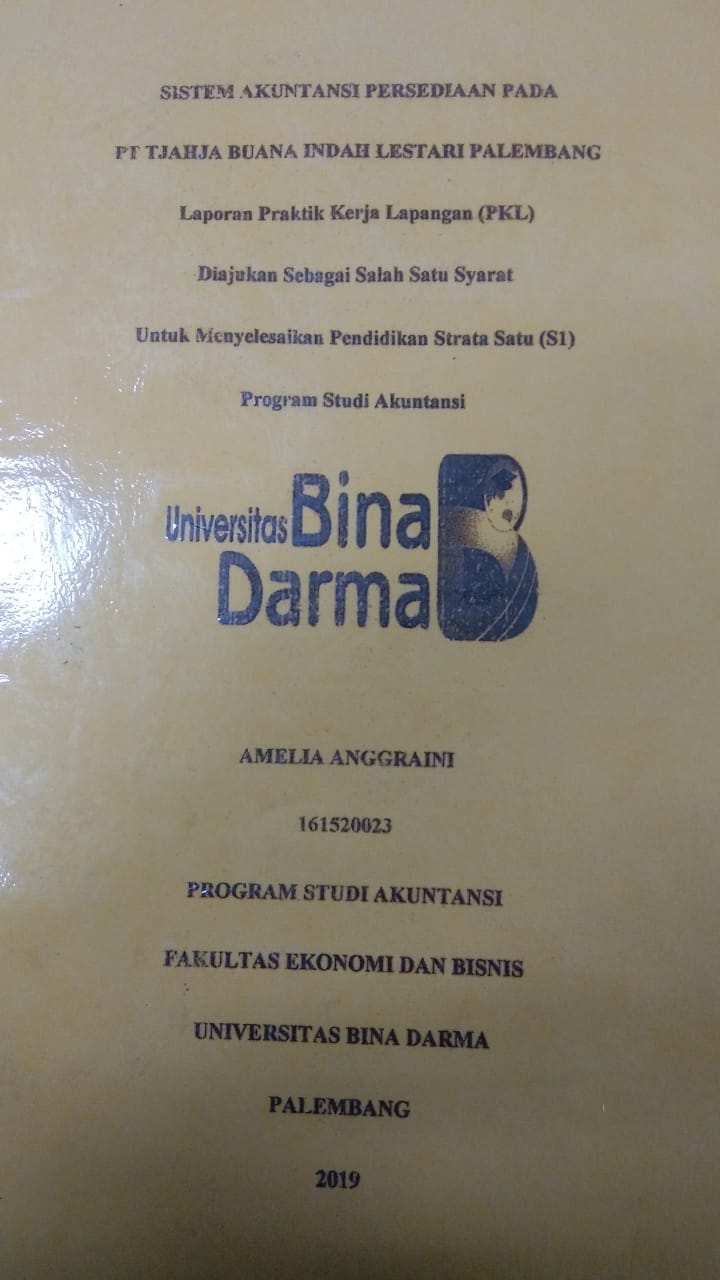 SISTEM AKUNTANSI PERSEDIAAN PADA
PT TJAHJA BUANA INDAH LESTARI PALEMBANG
Laporan Praktik Kerja Lapangan (PKL)
Diajukan Sebagai Salah Satu Syarat
Untuk Menyelesaikan Pendidikan Strata Satu (S1)
Program Studi Akuntansi
Universitas Bina
Darma
AMELIA ANGGRAINI
161520023
PROGRAM STUDI AKUNTANSI
FAKULTAS EKONOMI DAN BISNIS
UNIVERSITAS BINA DARMA
PALEMBANG
2019